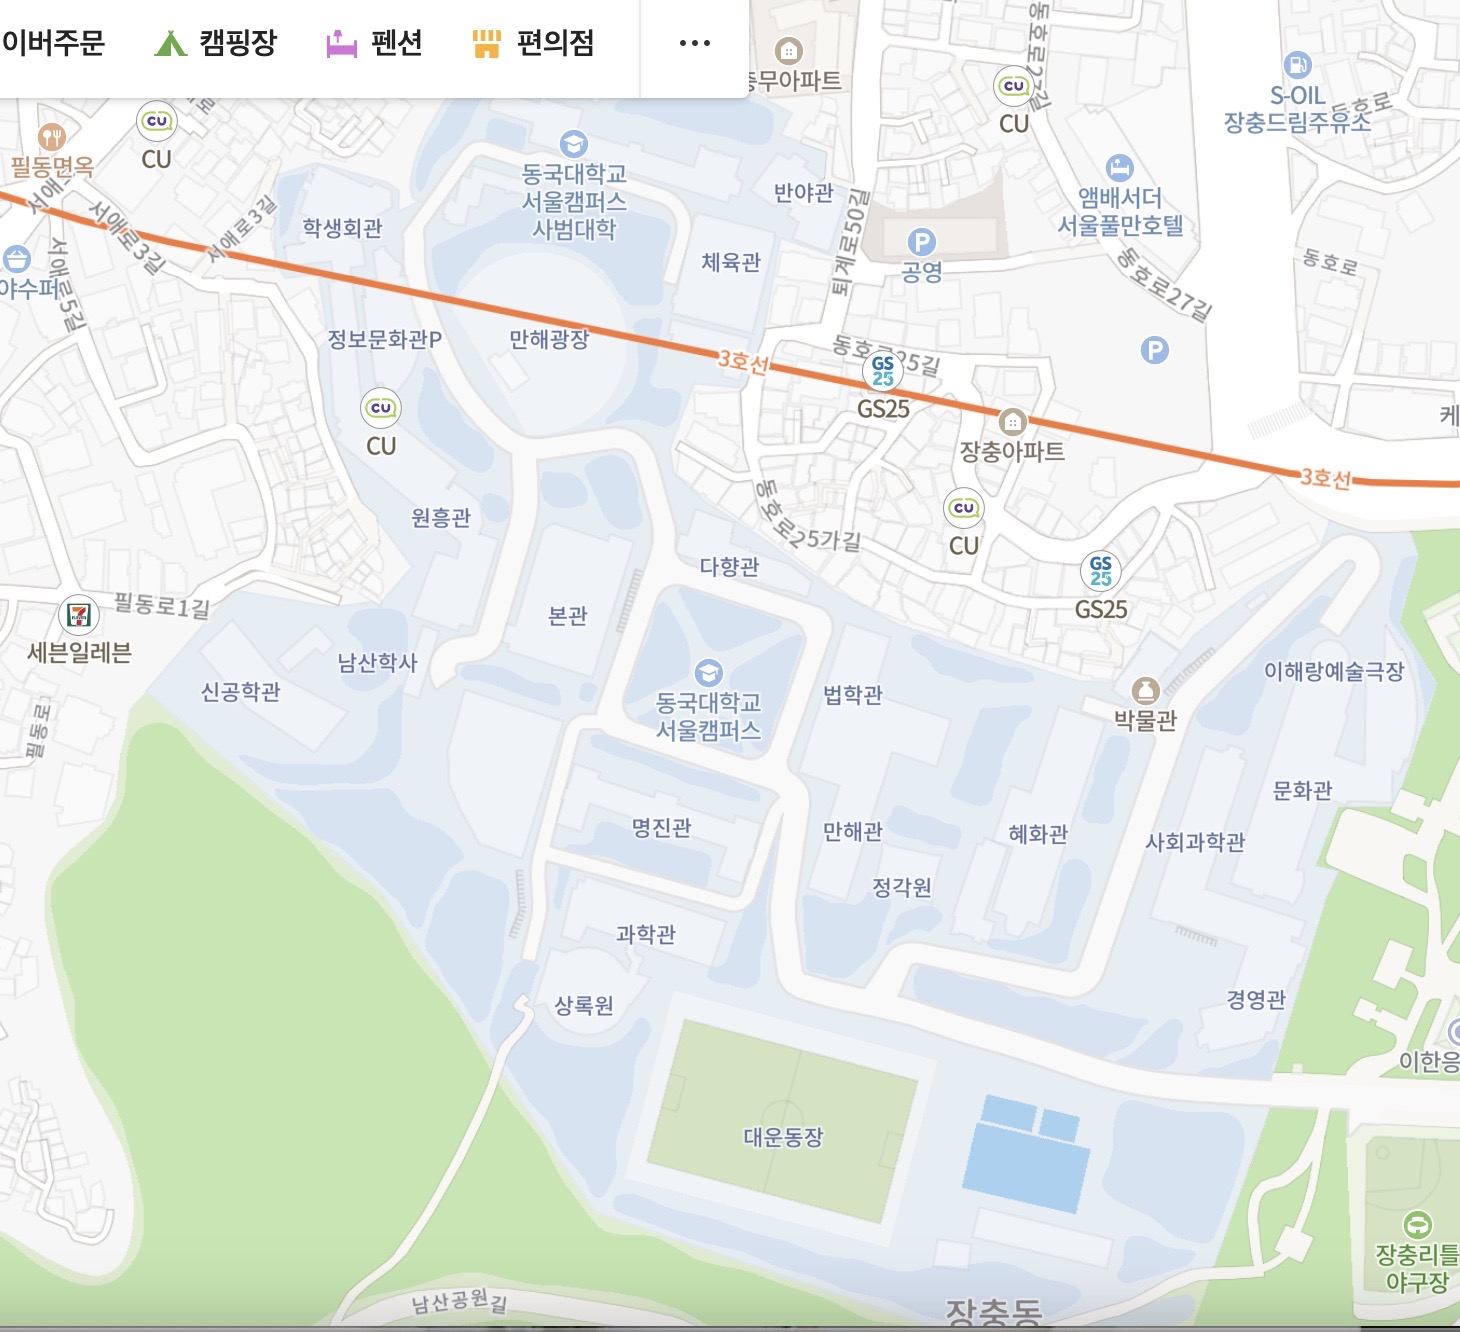 이버주문
캠핑장
펜션
편의점
충무아파트
동호로27길
CU
S-OIL
장충드림주유소
동호로
필동면옥
CU
서애로
서애로3길
서애로3길
서애로5길
학생회관
동국대학교
서울캠퍼스
사범대학
반야관
체육관
퇴계로50길
P
공영
앰배서더
서울풀만호텔
동호로27길
동호로
야수퍼
정보문화관P
만해광장
3호선
동호로25길
GS
25
GS25
P
장충아파트
케
3호선
CU
CU
원흥관
동호로25가길
CU
CU
CU
GS
25
GS25
다향관
본관
7
ELEVEN
세븐일레븐
필동로1길
남산학사
신공학관
필동로
동국대학교
서울캠퍼스
법학관
박물관
이해랑예술극장
명진관
만해관
혜화관
사회과학관
문화관
정각원
과학관
상록원
경영관
이한응
대운동장
장충리틀
야구장
남산공원길
장충동